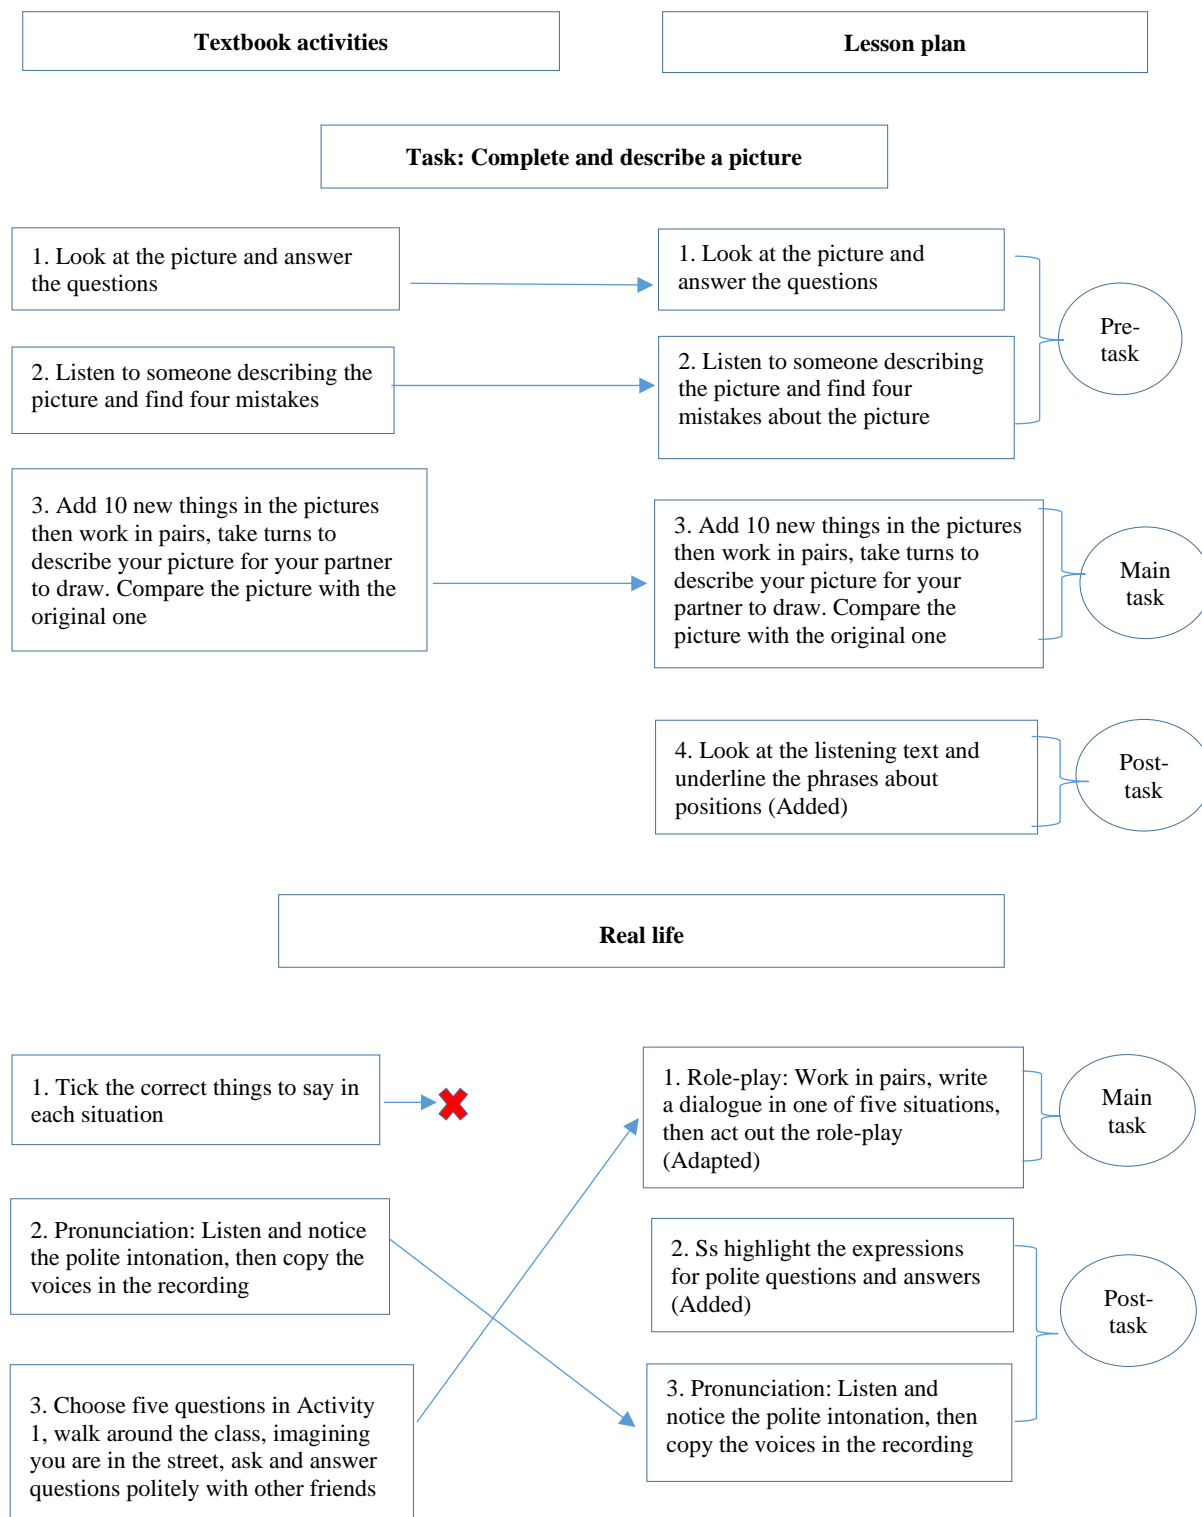 Textbook activities
Lesson plan
Task: Complete and describe a picture
1. Look at the picture and answer
the questions
1. Look at the picture and
answer the questions
Pre-
task
2. Listen to someone describing the
picture and find four mistakes
2. Listen to someone describing
the picture and find four
mistakes about the picture
3. Add 10 new things in the pictures
then work in pairs, take turns to
describe your picture for your partner
to draw. Compare the picture with the
original one
3. Add 10 new things in the pictures
then work in pairs, take turns to
describe your picture for your
partner to draw. Compare the
picture with the original one
Main
task
4. Look at the listening text and
underline the phrases about
positions (Added)
Post-
task
Real life
1. Tick the correct things to say in
each situation
1. Role-play: Work in pairs, write
a dialogue in one of five situations,
then act out the role-play
(Adapted)
Main
task
2. Pronunciation: Listen and notice
the polite intonation, then copy the
voices in the recording
2. Ss highlight the expressions
for polite questions and answers
(Added)
Post-
task
3. Choose five questions in Activity
1, walk around the class, imagining
you are in the street, ask and answer
questions politely with other friends
3. Pronunciation: Listen and
notice the polite intonation, then
copy the voices in the recording